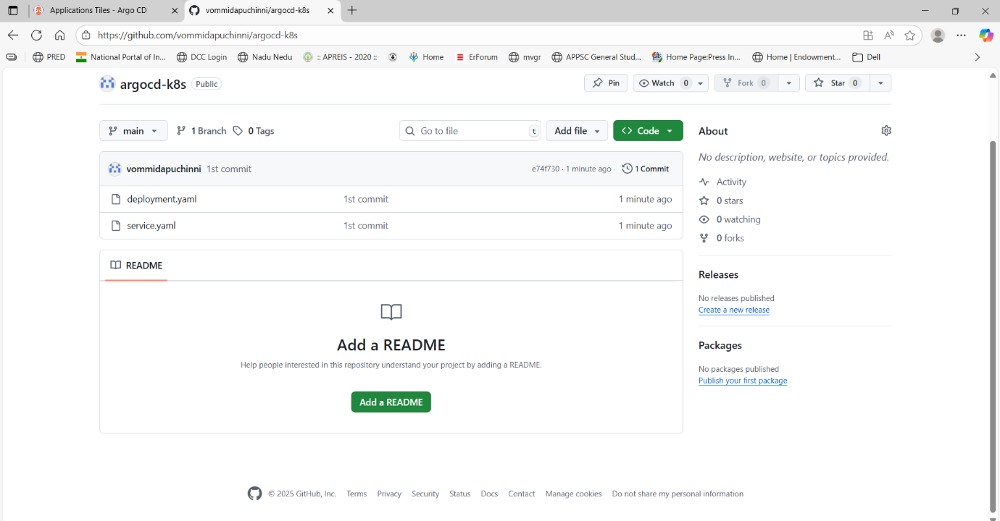 Applications Tiles - Argo CD
vommidapuchinni/argocd-k8s
https://github.com/vommidapuchinni/argocd-k8s
PRED National Portal of In... DCC Login Nadu Nedu :: APREIS - 2020 :: Home ErForum mvgr APPSC General Stud... Home Page:Press In... Home | Endowment... Dell
argocd-k8s Public
Pin Watch 0 Fork 0 Star 0
main 1 Branch 0 Tags Go to file t Add file Code
vommidapuchinni 1st commit e74f730 · 1 minute ago 1 Commit
deployment.yaml 1st commit 1 minute ago
service.yaml 1st commit 1 minute ago
README
Add a README
Help people interested in this repository understand your project by adding a README.
Add a README
About
No description, website, or topics provided.
Activity
0 stars
0 watching
0 forks
Releases
No releases published
Create a new release
Packages
No packages published
Publish your first package
© 2025 GitHub, Inc. Terms Privacy Security Status Docs Contact Manage cookies Do not share my personal information